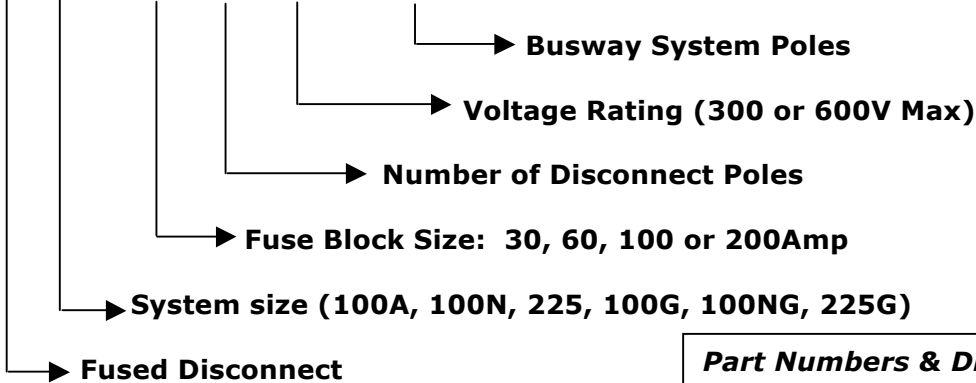 Busway System Poles
Voltage Rating (300 or 600V Max)
Number of Disconnect Poles
Fuse Block Size: 30, 60, 100 or 200Amp
System size (100A, 100N, 225, 100G, 100NG, 225G)
Fused Disconnect
Part Numbers &